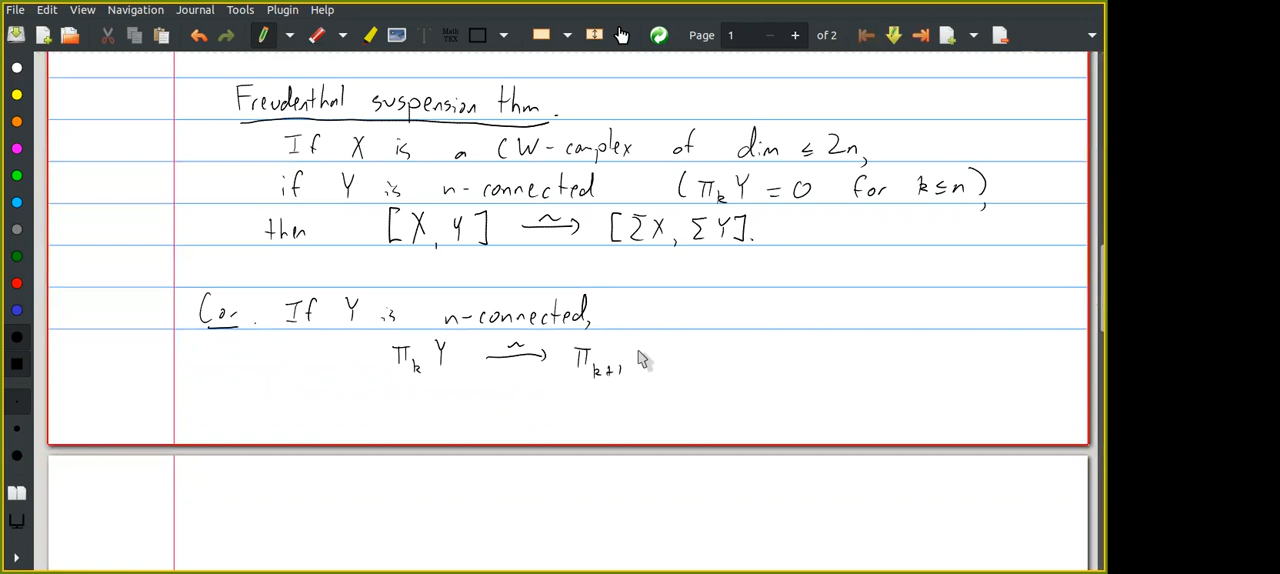 File Edit View Navigation Journal Tools Plugin Help
Math TEX T Page 1 - + of 2
Freudenthal suspension thm.
If X is a CW-complex of dim ≤ 2n,
if Y is n-connected (π_k Y = 0 for k ≤ n),
then [X, Y] ⥲ [ΣX, ΣY].
Cor. If Y is n-connected,
π_k Y ⥲ π_{k+1}